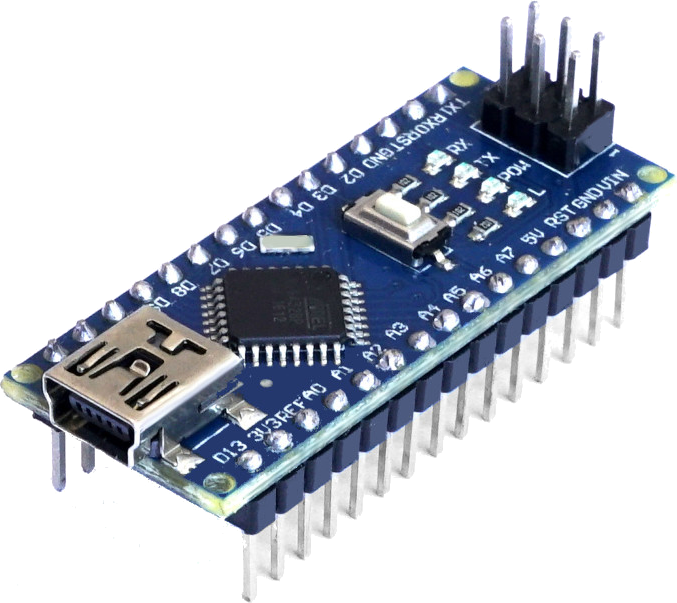 TX1 RX0 RST GND D2 D3 D4 D5 D6 D7 D8
RX
TX
POW
L
1
D13 3V3 REF A0 A1 A2 A3 A4 A5 A6 A7 5V RST GND VIN